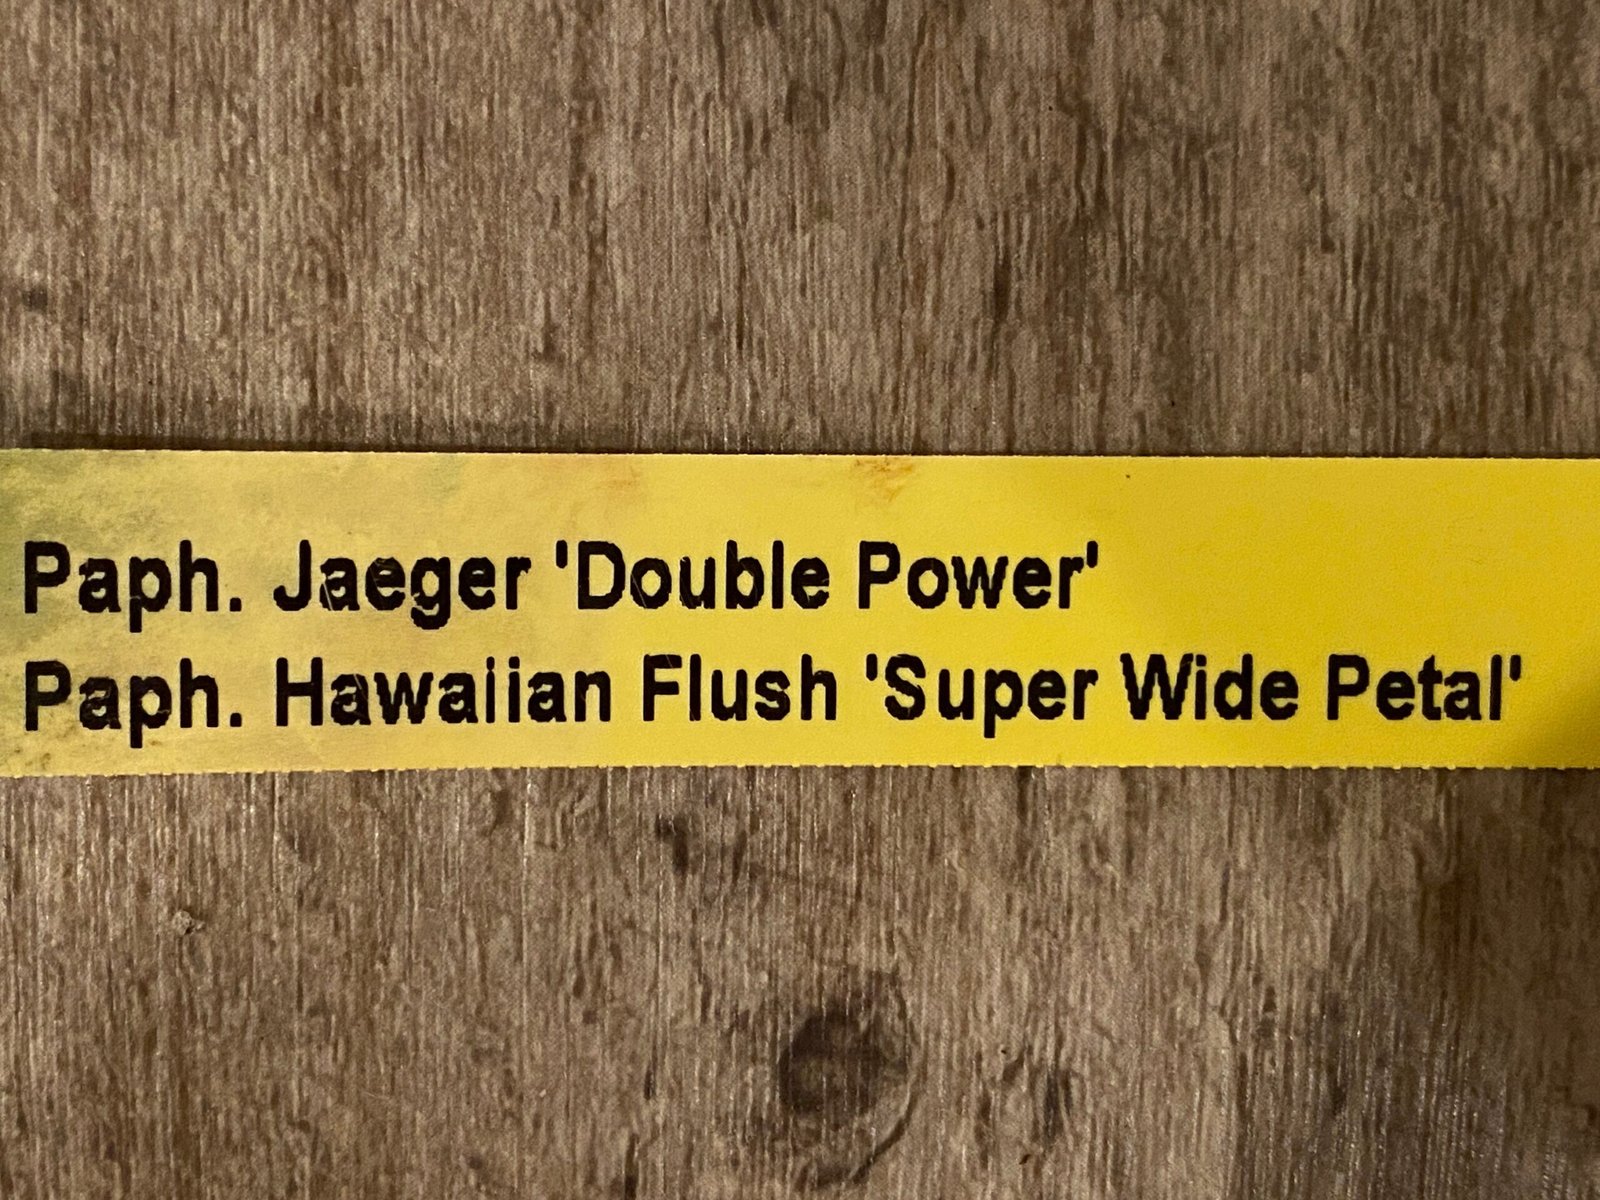 Paph. Jaeger 'Double Power'
Paph. Hawaiian Flush 'Super Wide Petal'